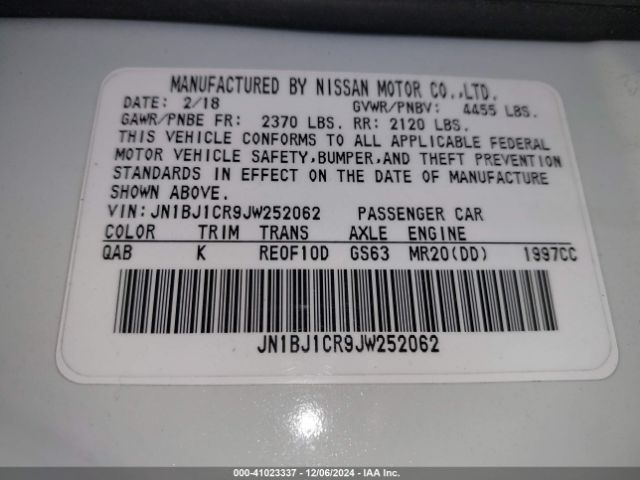 MANUFACTURED BY NISSAN MOTOR CO.,LTD.
DATE: 2/18 GVWR/PNBV: 4455 LBS.
GAWR/PNBE FR: 2370 LBS. RR: 2120 LBS.
THIS VEHICLE CONFORMS TO ALL APPLICABLE FEDERAL
MOTOR VEHICLE SAFETY,BUMPER,AND THEFT PREVENTION
STANDARDS IN EFFECT ON THE DATE OF MANUFACTURE
SHOWN ABOVE.
VIN:JN1BJ1CR9JW252062 PASSENGER CAR
COLOR TRIM TRANS AXLE ENGINE
QAB K RE0F10D GS63 MR20(DD) 1997CC
JN1BJ1CR9JW252062
000-41023337 - 12/06/2024 - IAA Inc.